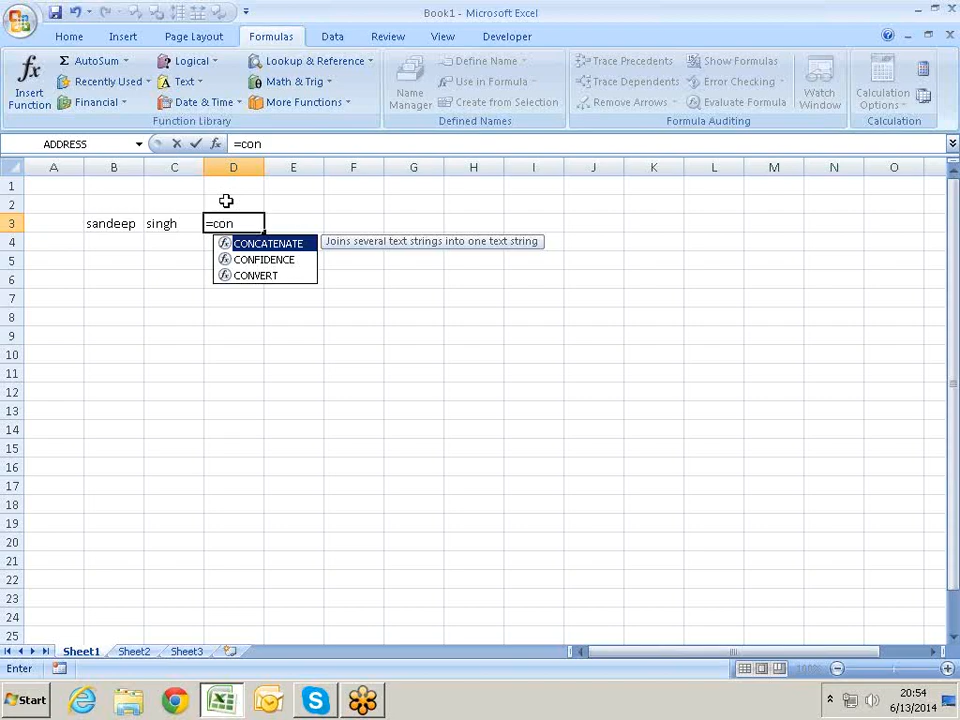 Book1 - Microsoft Excel
Home Insert Page Layout Formulas Data Review View Developer
Insert Function
Σ AutoSum
Recently Used
Financial
Logical
Text
Date & Time
Lookup & Reference
Math & Trig
More Functions
Function Library
Name Manager
Define Name
Use in Formula
Create from Selection
Defined Names
Trace Precedents
Trace Dependents
Remove Arrows
Show Formulas
Error Checking
Evaluate Formula
Formula Auditing
Watch Window
Calculation Options
Calculation
ADDRESS fx =con
A B C D E F G H I J K L M N O
1
2
3 sandeep singh =con
4 CONCATENATE Joins several text strings into one text string
5 CONFIDENCE
6 CONVERT
7
8
9
10
11
12
13
14
15
16
17
18
19
20
21
22
23
24
25
Sheet1 Sheet2 Sheet3
Enter 100%
Start 20:54
6/13/2014